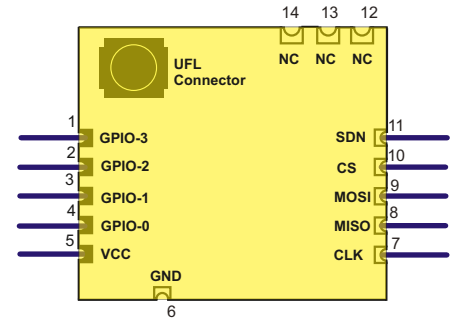 14 13 12
NC NC NC
UFL
Connector
1 GPIO-3
2 GPIO-2
3 GPIO-1
4 GPIO-0
5 VCC
SDN 11
CS 10
MOSI 9
MISO 8
CLK 7
GND
6